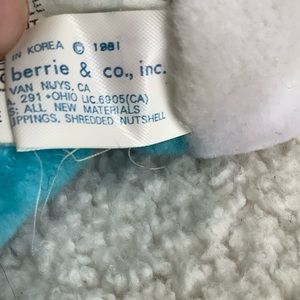 IN KOREA © 1981
berrie & co., inc.
VAN NUYS, CA
A. 291 • OHIO LIC. 6905(CA)
S: ALL NEW MATERIALS
PPINGS, SHREDDED NUTSHELL